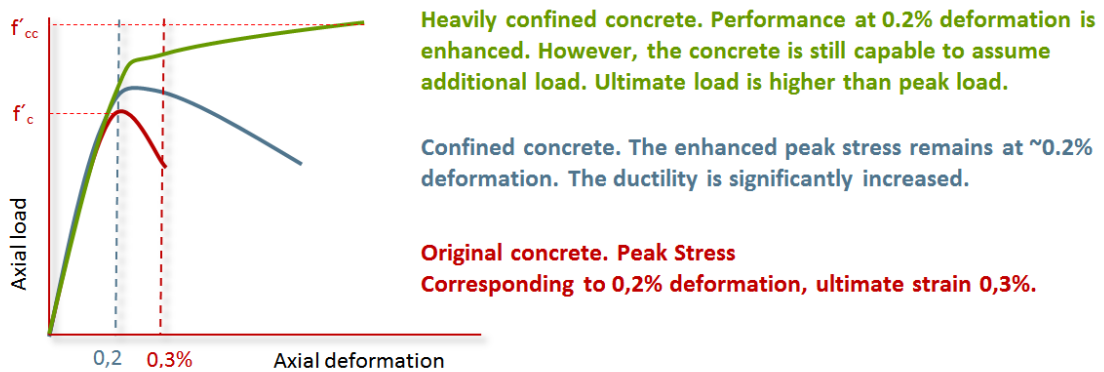 f´cc
f´c
Axial load
0,2
0,3%
Axial deformation
Heavily confined concrete. Performance at 0.2% deformation is
enhanced. However, the concrete is still capable to assume
additional load. Ultimate load is higher than peak load.
Confined concrete. The enhanced peak stress remains at ~0.2%
deformation. The ductility is significantly increased.
Original concrete. Peak Stress
Corresponding to 0,2% deformation, ultimate strain 0,3%.